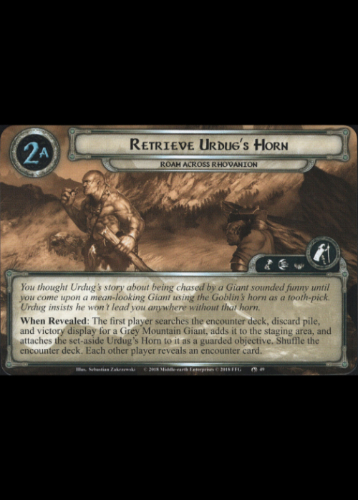 2A
RETRIEVE URDUG'S HORN
ROAM ACROSS RHOVANION
You thought Urdug's story about being chased by a Giant sounded funny until
you come upon a mean-looking Giant using the Goblin's horn as a tooth-pick.
Urdug insists he won't lead you anywhere without that horn.
When Revealed: The first player searches the encounter deck, discard pile,
and victory display for a Grey Mountain Giant, adds it to the staging area, and
attaches the set-aside Urdug's Horn to it as a guarded objective. Shuffle the
encounter deck. Each other player reveals an encounter card.
Illus. Sebastian Zakrzewski © 2018 Middle-earth Enterprises © 2018 FFG